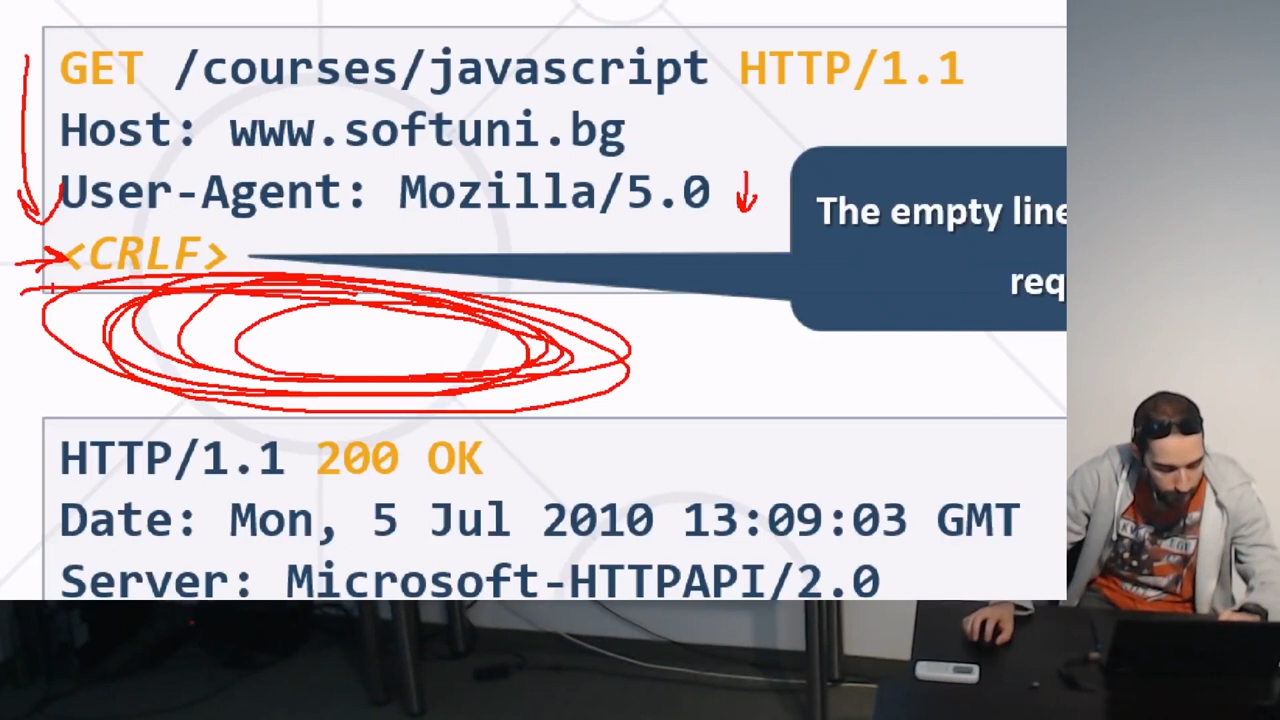 GET /courses/javascript HTTP/1.1
Host: www.softuni.bg
User-Agent: Mozilla/5.0
<CRLF>
The empty line
req
HTTP/1.1 200 OK
Date: Mon, 5 Jul 2010 13:09:03 GMT
Server: Microsoft-HTTPAPI/2.0